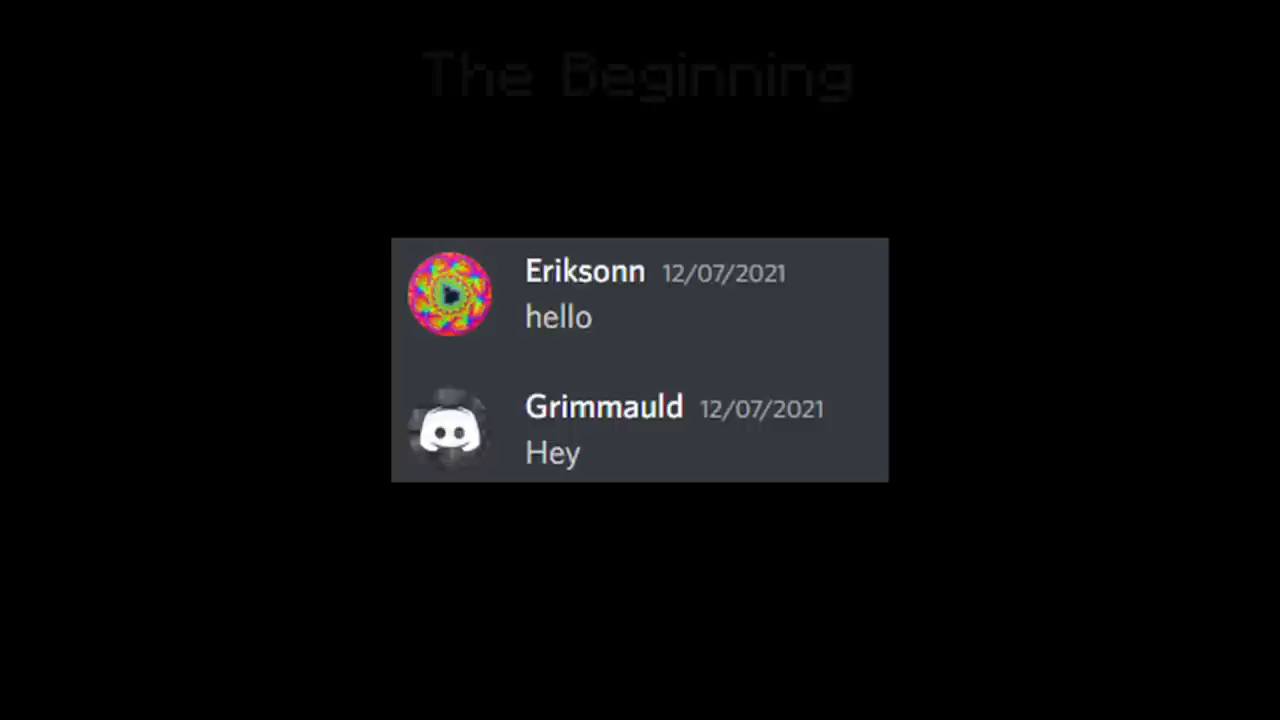 The Beginning
Eriksonn 12/07/2021
hello
Grimmauld 12/07/2021
Hey